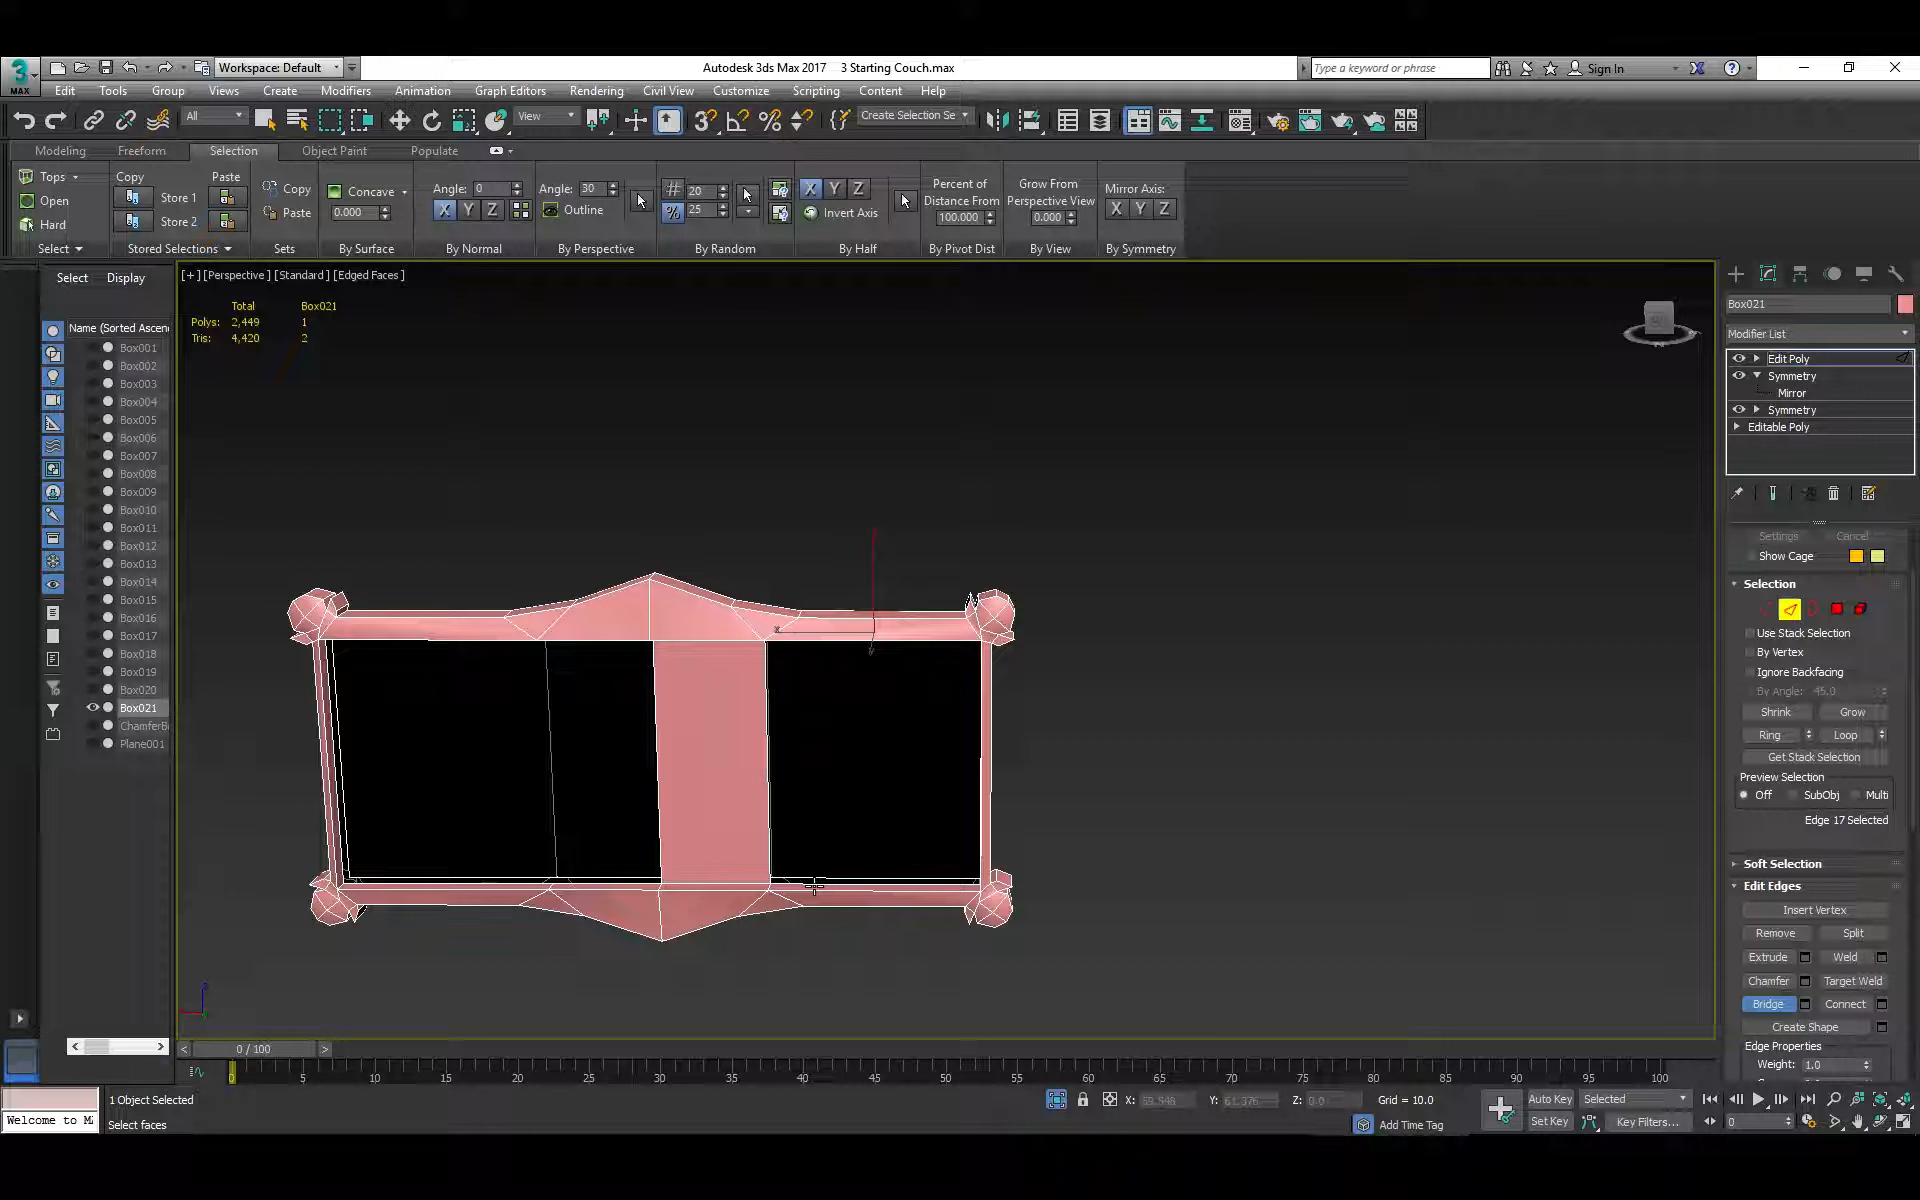 Workspace: Default
Autodesk 3ds Max 2017    3 Starting Couch.max
Type a keyword or phrase
Sign In
MAX
Edit Tools Group Views Create Modifiers Animation Graph Editors Rendering Civil View Customize Scripting Content Help
All
View
Create Selection Se
Modeling Freeform Selection Object Paint Populate
Tops
Open
Hard
Select
Copy Paste
Store 1
Store 2
Stored Selections
Copy
Paste
Sets
Concave
0.000
By Surface
Angle: 0
X Y Z
By Normal
Angle: 30
Outline
By Perspective
# 20
% 25
By Random
X Y Z
Invert Axis
By Half
Percent of
Distance From
100.000
By Pivot Dist
Grow From
Perspective View
0.000
By View
Mirror Axis:
X Y Z
By Symmetry
Select Display
Name (Sorted Ascen
Box001
Box002
Box003
Box004
Box005
Box006
Box007
Box008
Box009
Box010
Box011
Box012
Box013
Box014
Box015
Box016
Box017
Box018
Box019
Box020
Box021
ChamferB
Plane001
[+] [Perspective ] [Standard ] [Edged Faces ]
Total Box021
Polys: 2,449 1
Tris: 4,420 2
Box021
Modifier List
Edit Poly
Symmetry
Mirror
Symmetry
Editable Poly
Settings Cancel
Show Cage
Selection
Use Stack Selection
By Vertex
Ignore Backfacing
By Angle: 45.0
Shrink Grow
Ring Loop
Get Stack Selection
Preview Selection
Off SubObj Multi
Edge 17 Selected
Soft Selection
Edit Edges
Insert Vertex
Remove Split
Extrude Weld
Chamfer Target Weld
Bridge Connect
Create Shape
Edge Properties
Weight: 1.0
0 / 100
0 5 10 15 20 25 30 35 40 45 50 55 60 65 70 75 80 85 90 95 100
1 Object Selected
Welcome to M
Select faces
X: Y: 61.376 Z: 0.0
Grid = 10.0
Add Time Tag
Auto Key Selected
Set Key Key Filters...
0